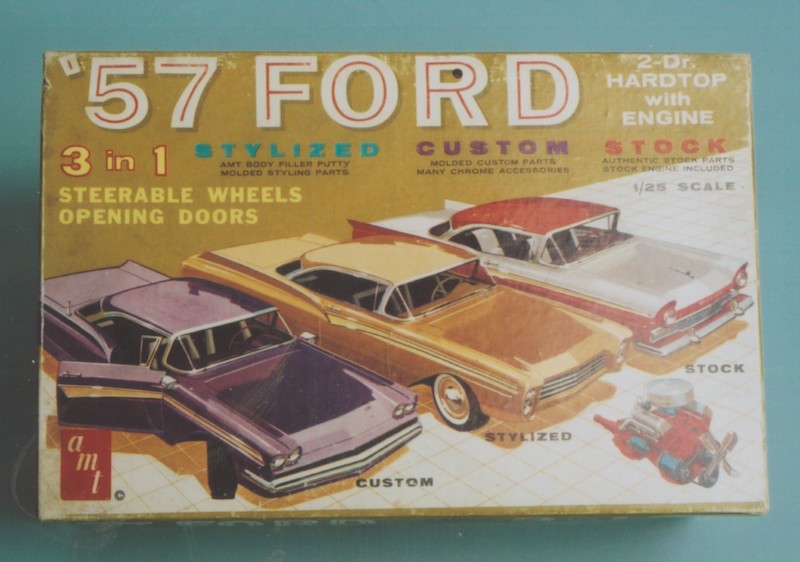 '57 FORD
2-Dr.
HARDTOP
with
ENGINE
3 in 1
STYLIZED
AMT BODY FILLER PUTTY
MOLDED STYLING PARTS
CUSTOM
MOLDED CUSTOM PARTS
MANY CHROME ACCESSORIES
STOCK
AUTHENTIC STOCK PARTS
STOCK ENGINE INCLUDED
1/25 SCALE
STEERABLE WHEELS
OPENING DOORS
STOCK
STYLIZED
CUSTOM
amt
©
'57 FORD